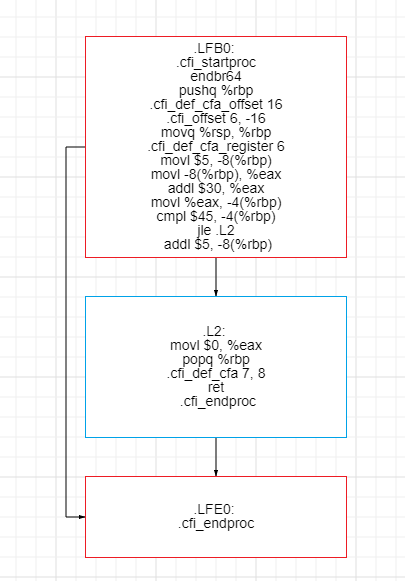 .LFB0:
.cfi_startproc
endbr64
pushq %rbp
.cfi_def_cfa_offset 16
.cfi_offset 6, -16
movq %rsp, %rbp
.cfi_def_cfa_register 6
movl $5, -8(%rbp)
movl -8(%rbp), %eax
addl $30, %eax
movl %eax, -4(%rbp)
cmpl $45, -4(%rbp)
jle .L2
addl $5, -8(%rbp)
.L2:
movl $0, %eax
popq %rbp
.cfi_def_cfa 7, 8
ret
.cfi_endproc
.LFE0:
.cfi_endproc